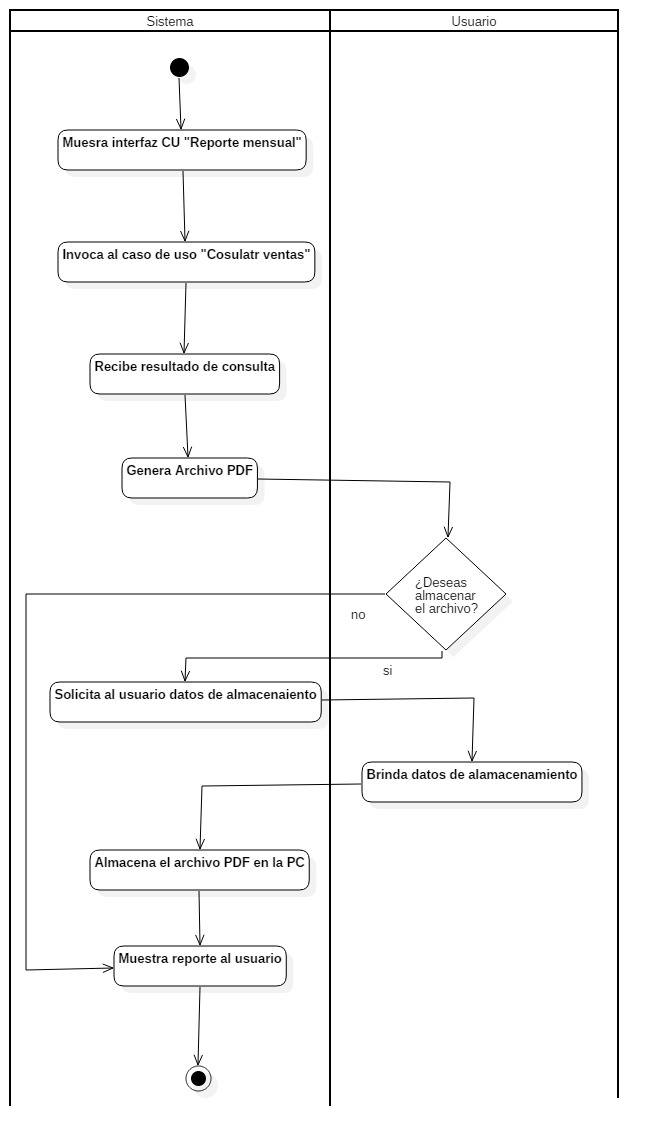 Sistema
Usuario
Muesra interfaz CU "Reporte mensual"
Invoca al caso de uso "Cosulatr ventas"
Recibe resultado de consulta
Genera Archivo PDF
¿Deseas
almacenar
el archivo?
no
si
Solicita al usuario datos de almacenaiento
Brinda datos de alamacenamiento
Almacena el archivo PDF en la PC
Muestra reporte al usuario